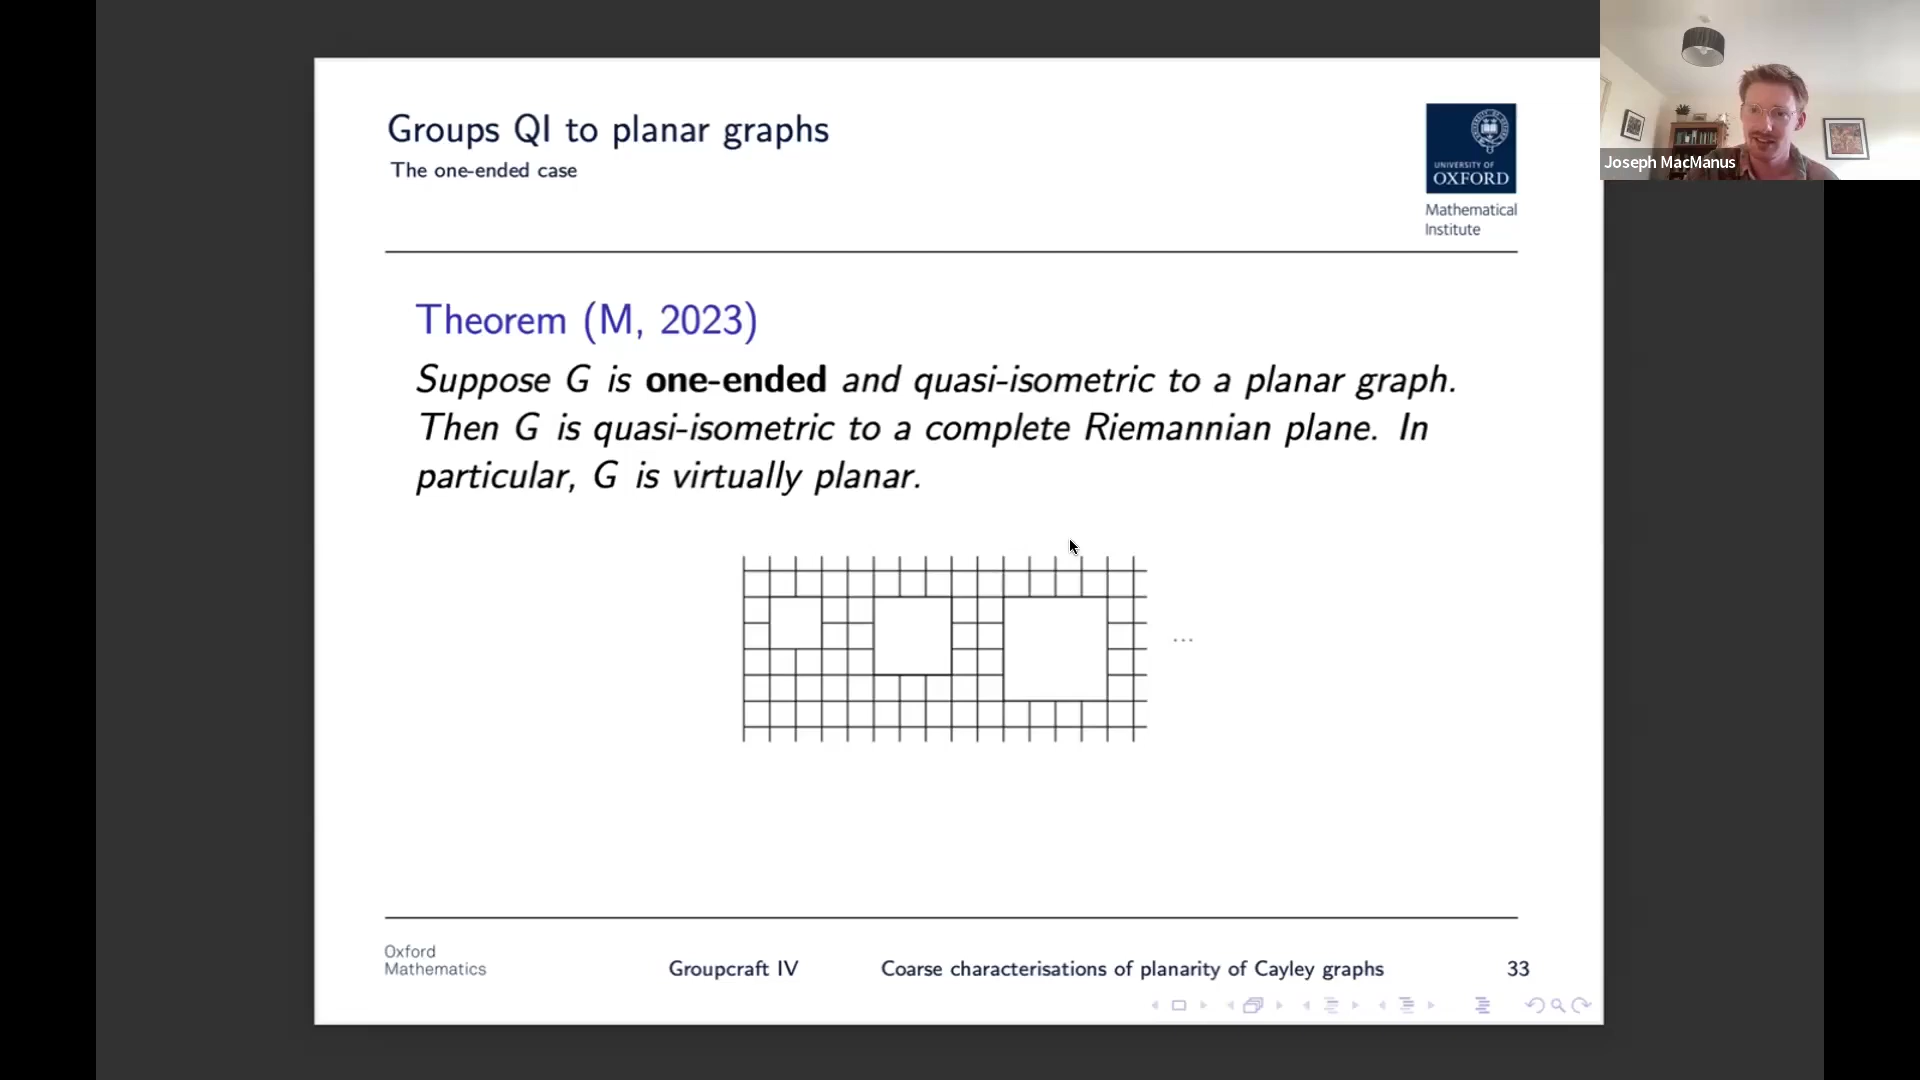 Groups QI to planar graphs
The one-ended case
UNIVERSITY OF
OXFORD
Mathematical
Institute
Joseph MacManus
Theorem (M, 2023)
Suppose G is one-ended and quasi-isometric to a planar graph.
Then G is quasi-isometric to a complete Riemannian plane. In
particular, G is virtually planar.
...
Oxford
Mathematics
Groupcraft IV
Coarse characterisations of planarity of Cayley graphs
33